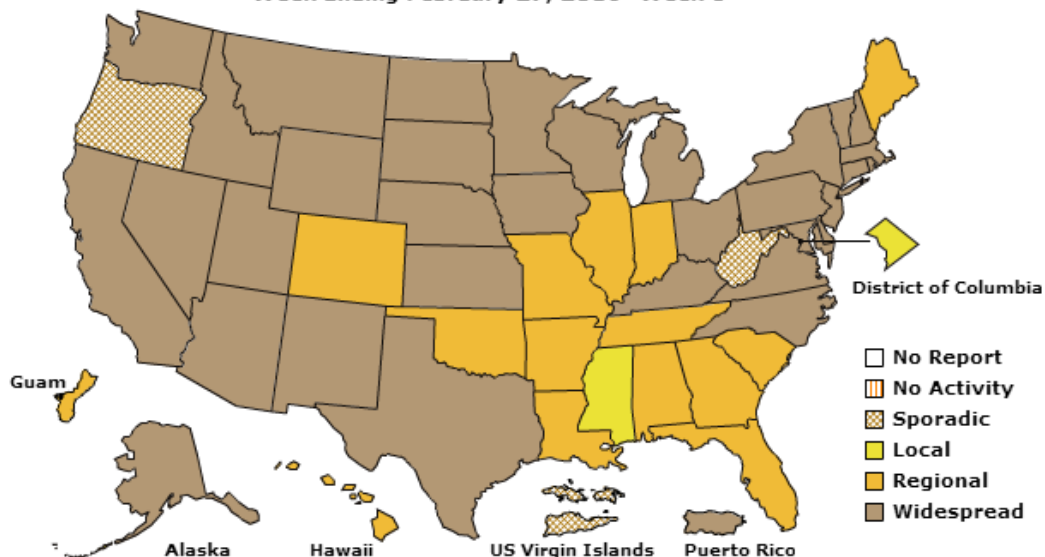 District of Columbia
No Report
No Activity
Guam
Sporadic
Local
Regional
Widespread
Alaska
Hawaii
US Virgin Islands
Puerto Rico